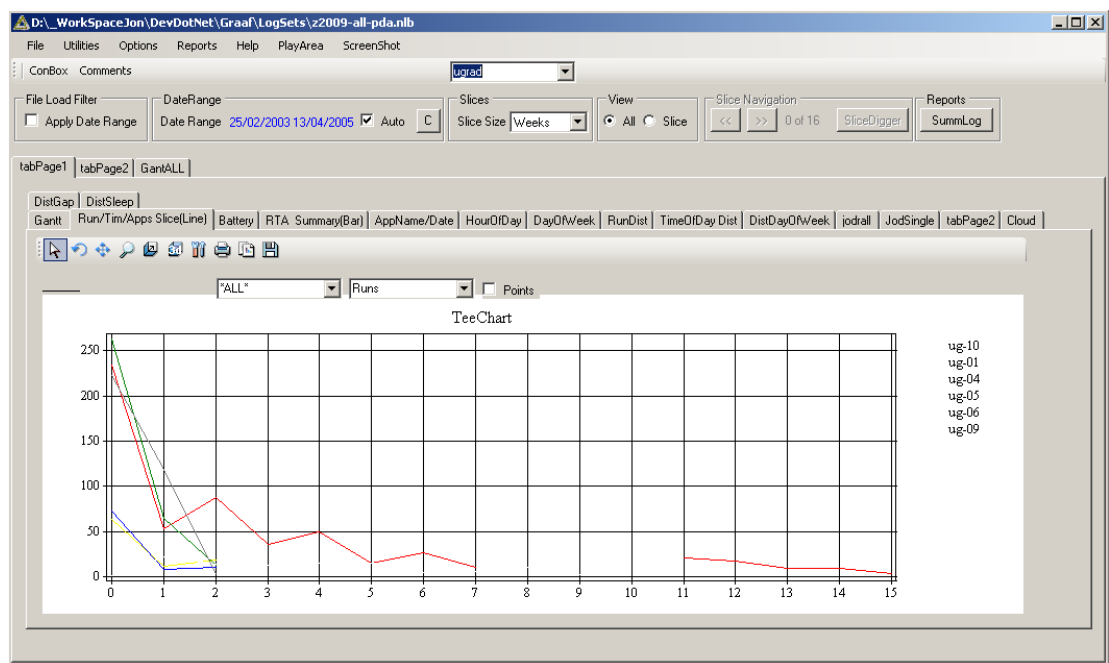 D:\_WorkSpaceJon\DevDotNet\Graaf\LogSets\z2009-all-pda.nlb
File Utilities Options Reports Help PlayArea ScreenShot
ConBox Comments ugrad
File Load Filter DateRange Slices View Slice Navigation Reports
Apply Date Range Date Range 25/02/2003 13/04/2005 Auto C Slice Size Weeks All Slice << >> 0 of 16 SliceDigger SummLog
tabPage1 tabPage2 GantALL
DistGap DistSleep
Gantt Run/Tim/Apps Slice(Line) Battery RTA Summary(Bar) AppName/Date HourOfDay DayOfWeek RunDist TimeOfDay Dist DistDayOfWeek jodrall JodSingle tabPage2 Cloud
*ALL* Runs Points
TeeChart
250
200
150
100
50
0
0 1 2 3 4 5 6 7 8 9 10 11 12 13 14 15
ug-10
ug-01
ug-04
ug-05
ug-06
ug-09